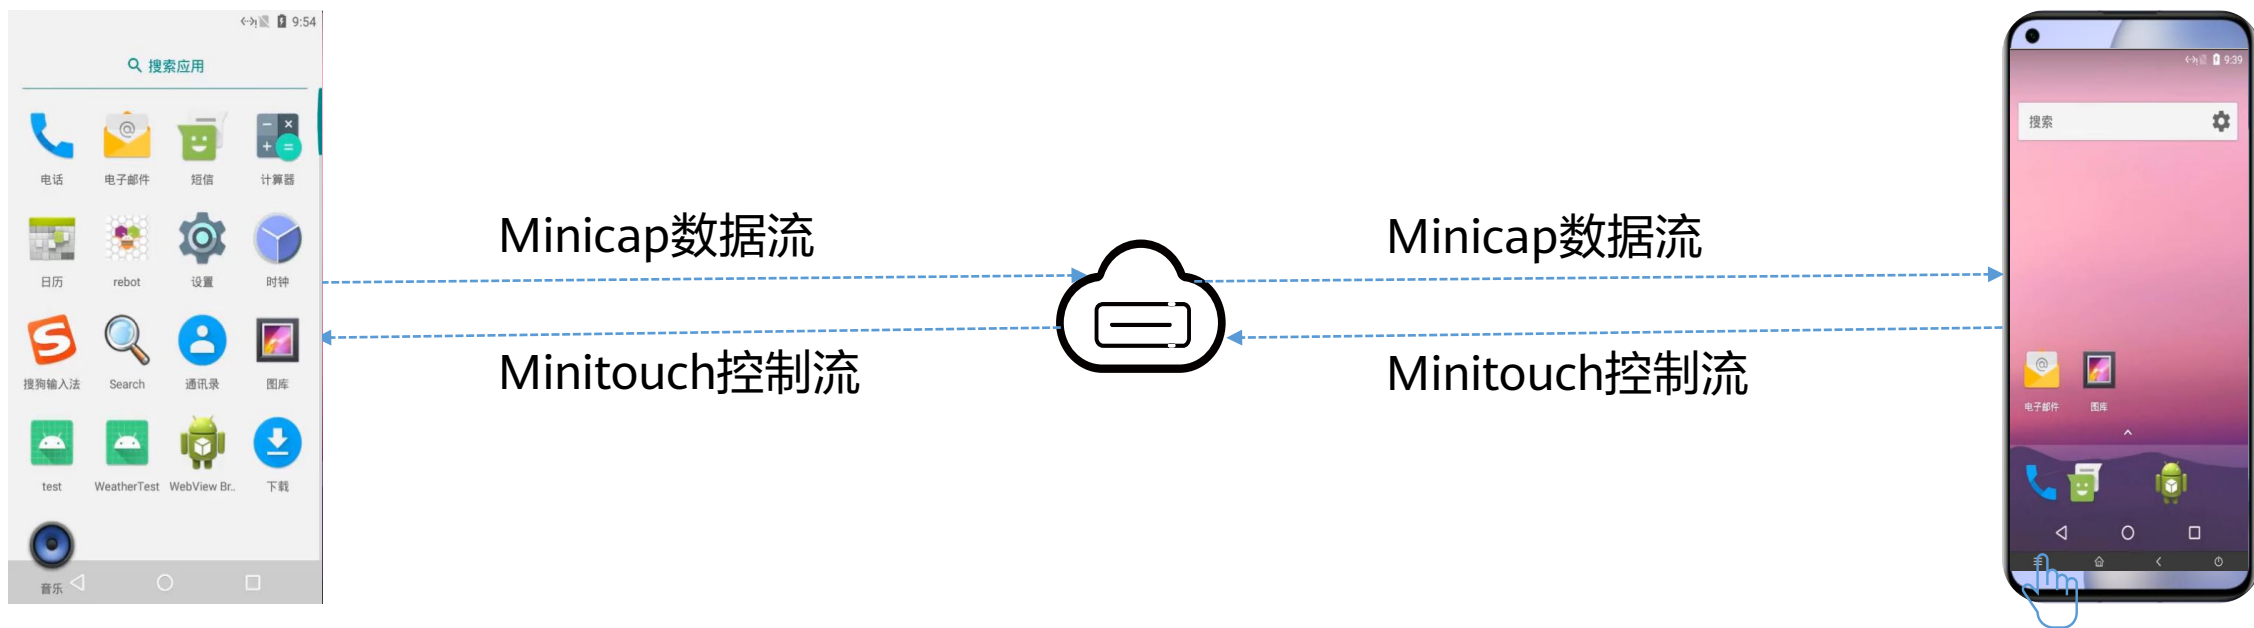 9:54
搜索应用
电话 电子邮件 短信 计算器
日历 rebot 设置 时钟
搜狗输入法 Search 通讯录 图库
test WeatherTest WebView Br..
下载
音乐
Minicap数据流
Minitouch控制流
Minicap数据流
Minitouch控制流
9:39
搜索
电子邮件 图库